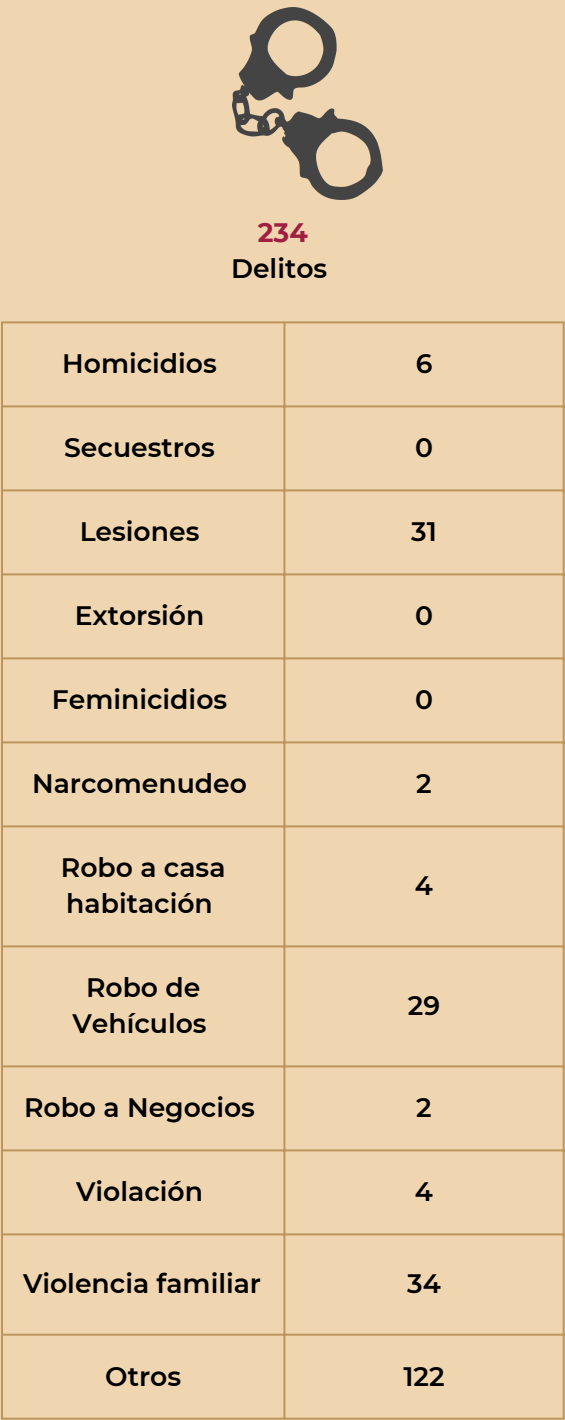 234
Delitos
Homicidios 6
Secuestros 0
Lesiones 31
Extorsión 0
Feminicidios 0
Narcomenudeo 2
Robo a casa
habitación 4
Robo de
Vehículos 29
Robo a Negocios 2
Violación 4
Violencia familiar 34
Otros 122